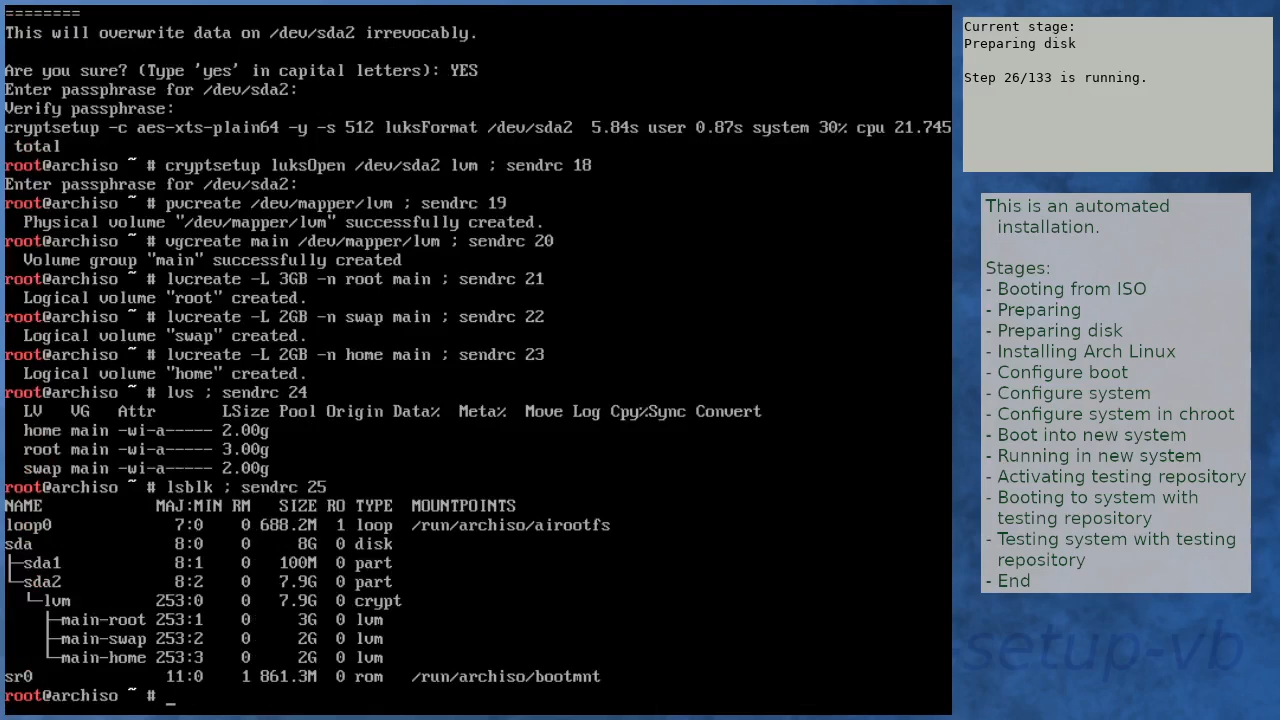 ========
This will overwrite data on /dev/sda2 irrevocably.
Are you sure? (Type 'yes' in capital letters): YES
Enter passphrase for /dev/sda2:
Verify passphrase:
cryptsetup -c aes-xts-plain64 -y -s 512 luksFormat /dev/sda2  5.84s user 0.87s system 30% cpu 21.745
 total
root@archiso ~ # cryptsetup luksOpen /dev/sda2 lvm ; sendrc 18
Enter passphrase for /dev/sda2:
root@archiso ~ # pvcreate /dev/mapper/lvm ; sendrc 19
  Physical volume "/dev/mapper/lvm" successfully created.
root@archiso ~ # vgcreate main /dev/mapper/lvm ; sendrc 20
  Volume group "main" successfully created
root@archiso ~ # lvcreate -L 3GB -n root main ; sendrc 21
  Logical volume "root" created.
root@archiso ~ # lvcreate -L 2GB -n swap main ; sendrc 22
  Logical volume "swap" created.
root@archiso ~ # lvcreate -L 2GB -n home main ; sendrc 23
  Logical volume "home" created.
root@archiso ~ # lvs ; sendrc 24
  LV   VG   Attr       LSize Pool Origin Data%  Meta%  Move Log Cpy%Sync Convert
  home main -wi-a----- 2.00g
  root main -wi-a----- 3.00g
  swap main -wi-a----- 2.00g
root@archiso ~ # lsblk ; sendrc 25
NAME            MAJ:MIN RM   SIZE RO TYPE  MOUNTPOINTS
loop0             7:0    0 688.2M  1 loop  /run/archiso/airootfs
sda               8:0    0     8G  0 disk
├─sda1            8:1    0   100M  0 part
└─sda2            8:2    0   7.9G  0 part
  └─lvm         253:0    0   7.9G  0 crypt
    ├─main-root 253:1    0     3G  0 lvm
    ├─main-swap 253:2    0     2G  0 lvm
    └─main-home 253:3    0     2G  0 lvm
sr0              11:0    1 861.3M  0 rom   /run/archiso/bootmnt
root@archiso ~ # _
Current stage:
Preparing disk
Step 26/133 is running.
This is an automated
installation.
Stages:
- Booting from ISO
- Preparing
- Preparing disk
- Installing Arch Linux
- Configure boot
- Configure system
- Configure system in chroot
- Boot into new system
- Running in new system
- Activating testing repository
- Booting to system with
testing repository
- Testing system with testing
repository
- End
setup-vb